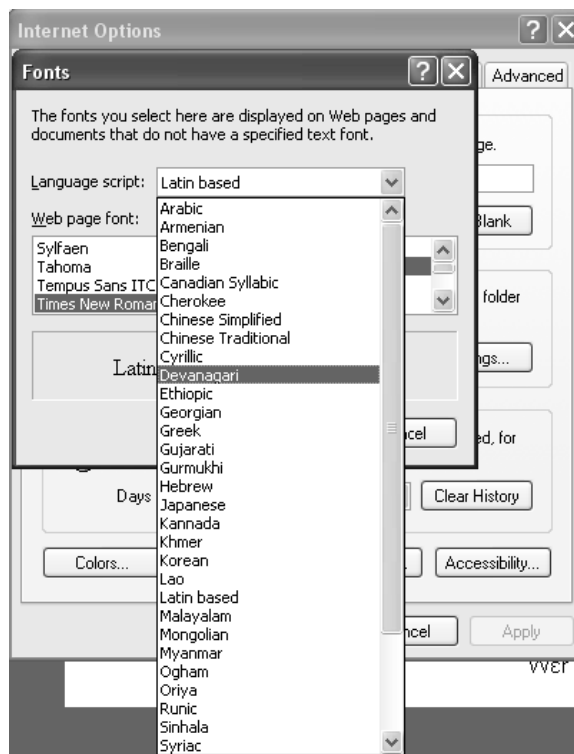 Internet Options
Fonts
Advanced
The fonts you select here are displayed on Web pages and
documents that do not have a specified text font.
ge.
Language script: Latin based
Web page font:
Blank
Sylfaen
Tahoma
Tempus Sans ITC
Times New Roman
folder
Latin
ngs...
Arabic
Armenian
Bengali
Braille
Canadian Syllabic
Cherokee
Chinese Simplified
Chinese Traditional
Cyrillic
Devanagari
Ethiopic
Georgian
Greek
Gujarati
Gurmukhi
Hebrew
Japanese
Kannada
Khmer
Korean
Lao
Latin based
Malayalam
Mongolian
Myanmar
Ogham
Oriya
Runic
Sinhala
Syriac
ncel
ed, for
Days
Clear History
Colors...
Accessibility...
ncel
Apply